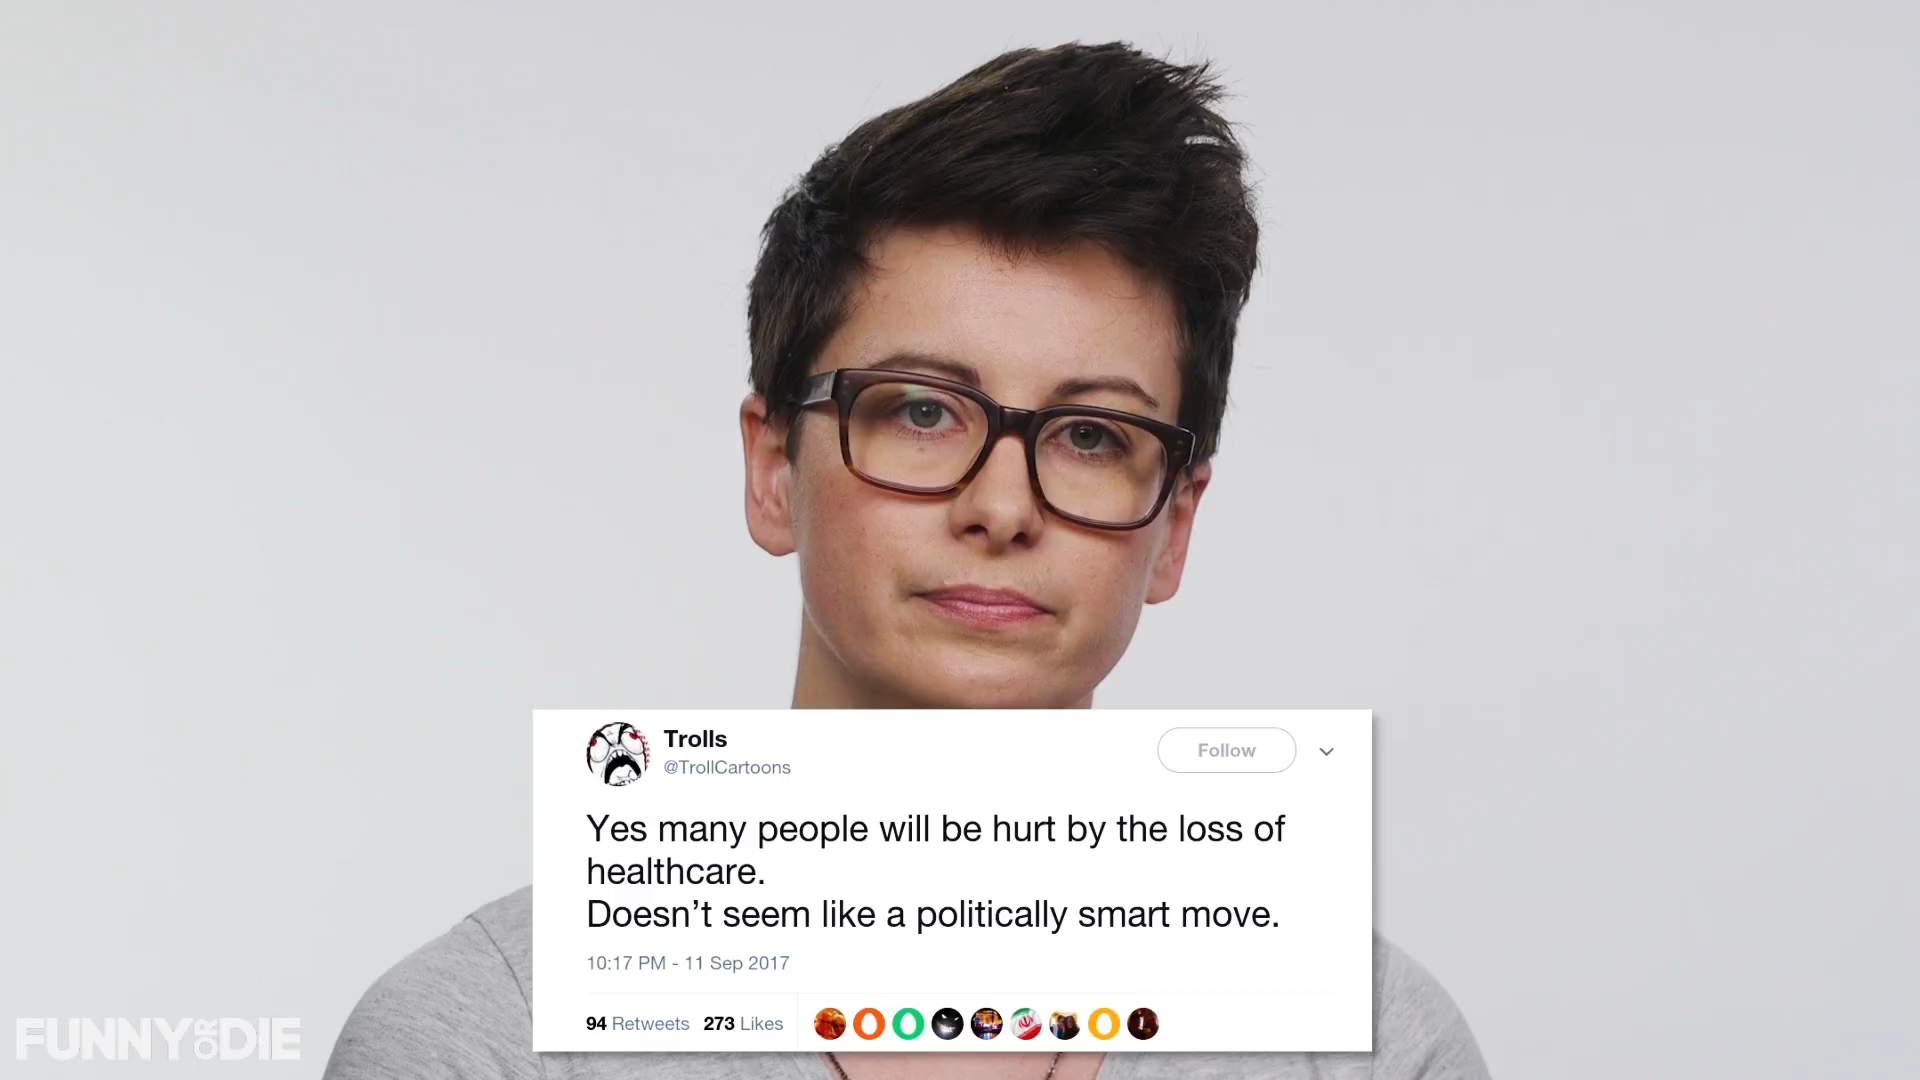 Trolls
@TrollCartoons
Follow
Yes many people will be hurt by the loss of
healthcare.
Doesn’t seem like a politically smart move.
10:17 PM - 11 Sep 2017
94 Retweets 273 Likes
FUNNY OR DIE